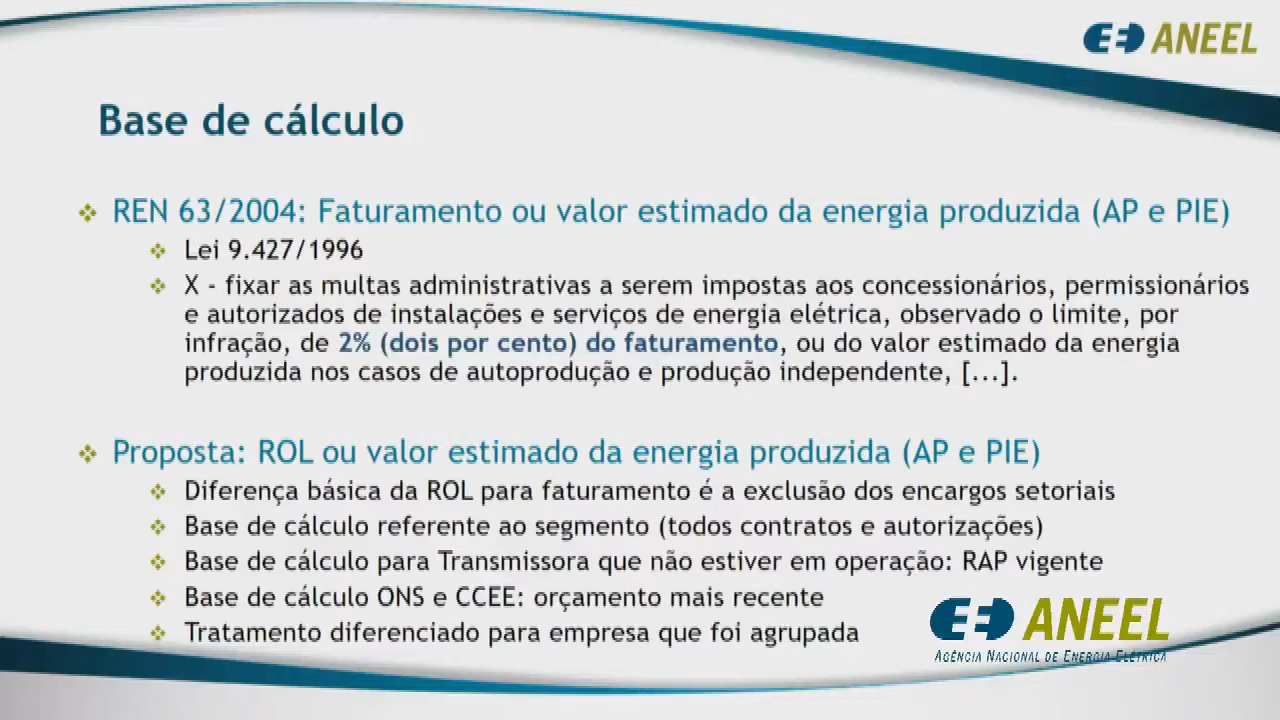 ANEEL
Base de cálculo
REN 63/2004: Faturamento ou valor estimado da energia produzida (AP e PIE)
Lei 9.427/1996
X - fixar as multas administrativas a serem impostas aos concessionários, permissionários
e autorizados de instalações e serviços de energia elétrica, observado o limite, por
infração, de 2% (dois por cento) do faturamento, ou do valor estimado da energia
produzida nos casos de autoprodução e produção independente, [...].
Proposta: ROL ou valor estimado da energia produzida (AP e PIE)
Diferença básica da ROL para faturamento é a exclusão dos encargos setoriais
Base de cálculo referente ao segmento (todos contratos e autorizações)
Base de cálculo para Transmissora que não estiver em operação: RAP vigente
Base de cálculo ONS e CCEE: orçamento mais recente
Tratamento diferenciado para empresa que foi agrupada
ANEEL
AGÊNCIA NACIONAL DE ENERGIA ELÉTRICA